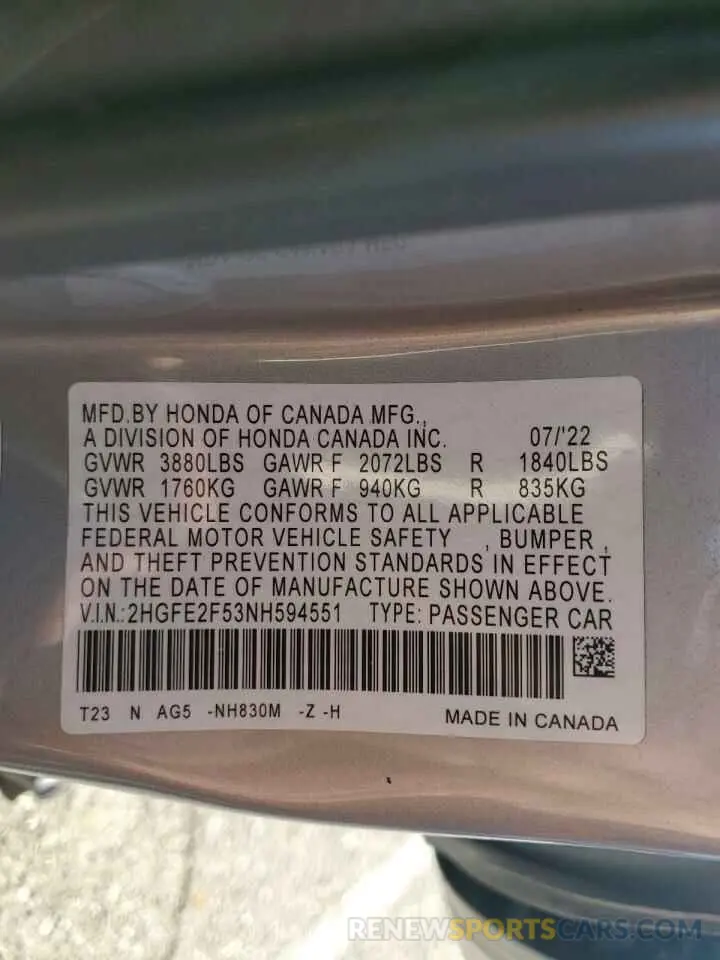 MFD.BY HONDA OF CANADA MFG.,
A DIVISION OF HONDA CANADA INC. 07/'22
GVWR 3880LBS GAWR F 2072LBS R 1840LBS
GVWR 1760KG GAWR F 940KG R 835KG
THIS VEHICLE CONFORMS TO ALL APPLICABLE
FEDERAL MOTOR VEHICLE SAFETY , BUMPER ,
AND THEFT PREVENTION STANDARDS IN EFFECT
ON THE DATE OF MANUFACTURE SHOWN ABOVE.
V.I.N.:2HGFE2F53NH594551 TYPE: PASSENGER CAR
T23 N AG5 -NH830M -Z -H MADE IN CANADA
RENEWSPORTSCARS.COM